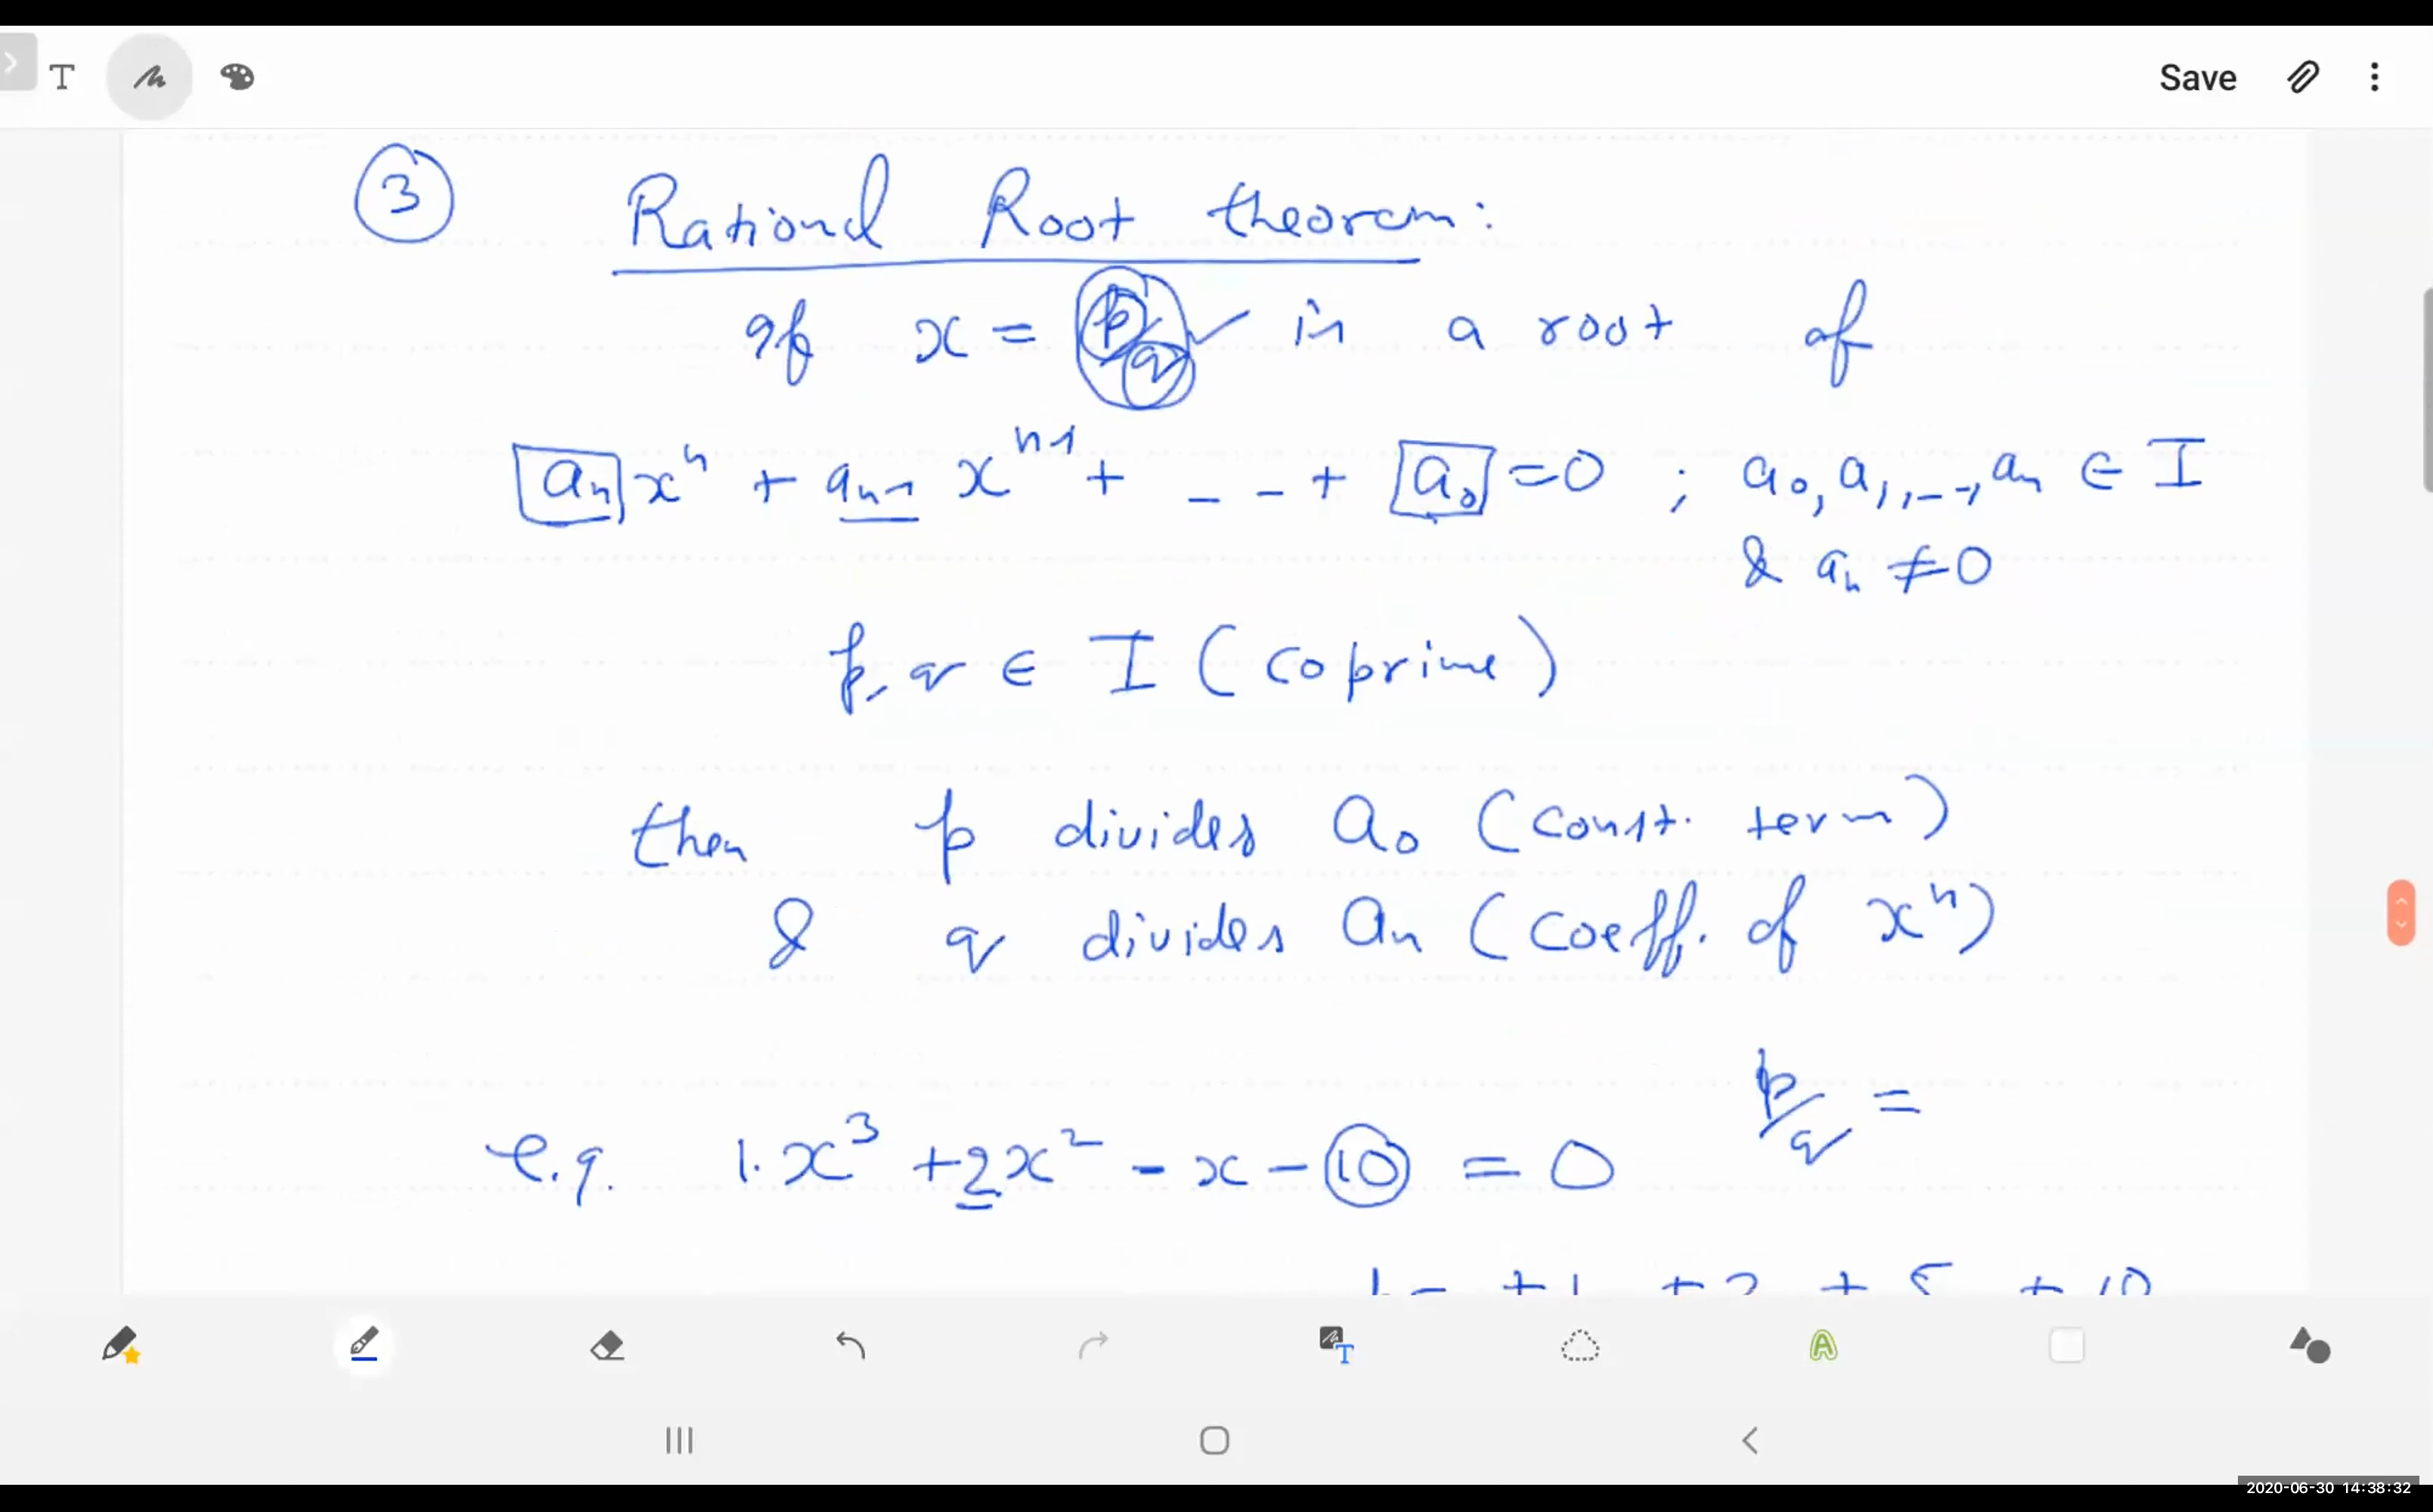 T Save
③ Rational Root theorem:
If x = p/q is a root of
aₙxⁿ + aₙ₋₁ xⁿ⁻¹ + - - + a₀ = 0 ; a₀, a₁, --, aₙ ∈ I
& aₙ ≠ 0
p, q ∈ I (coprime)
then p divides a₀ (const. term)
& q divides aₙ (coeff. of xⁿ)
p/q =
e.g. 1.x³ + 2x² - x - 10 = 0
T A
2020-06-30 14:38:32